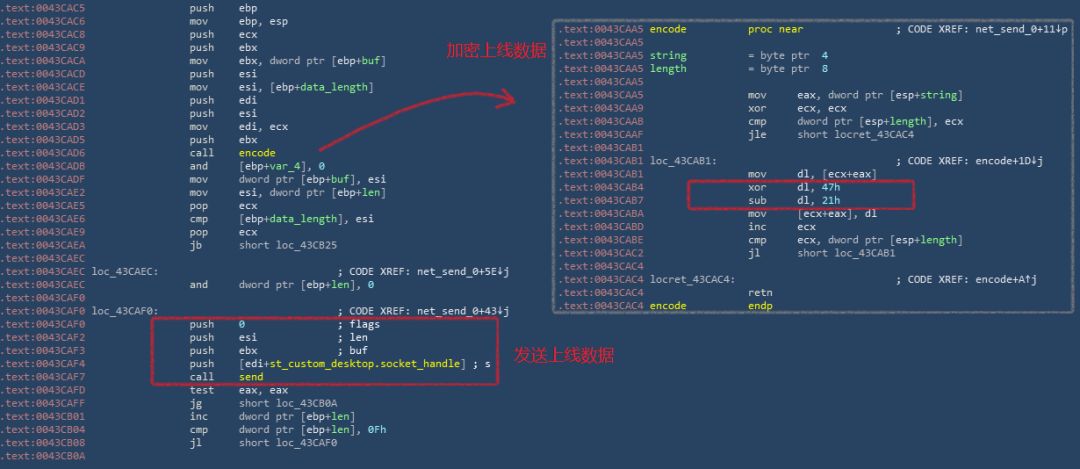 .text:0043CAC5 push ebp
.text:0043CAC6 mov ebp, esp
.text:0043CAC8 push ecx
.text:0043CAC9 push ebx
.text:0043CACA mov ebx, dword ptr [ebp+buf]
.text:0043CACD push esi
.text:0043CACE mov esi, [ebp+data_length]
.text:0043CAD1 push edi
.text:0043CAD2 push esi
.text:0043CAD3 mov edi, ecx
.text:0043CAD5 push ebx
.text:0043CAD6 call encode
.text:0043CADB and [ebp+var_4], 0
.text:0043CADF mov dword ptr [ebp+buf], esi
.text:0043CAE2 mov esi, dword ptr [ebp+len]
.text:0043CAE5 pop ecx
.text:0043CAE6 cmp [ebp+data_length], esi
.text:0043CAE9 pop ecx
.text:0043CAEA jb short loc_43CB25
.text:0043CAEC
.text:0043CAEC loc_43CAEC: ; CODE XREF: net_send_0+5E↓j
.text:0043CAEC and dword ptr [ebp+len], 0
.text:0043CAF0
.text:0043CAF0 loc_43CAF0: ; CODE XREF: net_send_0+43↓j
.text:0043CAF0 push 0 ; flags
.text:0043CAF2 push esi ; len
.text:0043CAF3 push ebx ; buf
.text:0043CAF4 push [edi+st_custom_desktop.socket_handle] ; s
.text:0043CAF7 call send
.text:0043CAFD test eax, eax
.text:0043CAFF jg short loc_43CB0A
.text:0043CB01 inc dword ptr [ebp+len]
.text:0043CB04 cmp dword ptr [ebp+len], 0Fh
.text:0043CB08 jl short loc_43CAF0
.text:0043CB0A
加密上线数据
发送上线数据
.text:0043CAA5 encode proc near ; CODE XREF: net_send_0+11↓p
.text:0043CAA5
.text:0043CAA5 string = byte ptr 4
.text:0043CAA5 length = byte ptr 8
.text:0043CAA5
.text:0043CAA5 mov eax, dword ptr [esp+string]
.text:0043CAA9 xor ecx, ecx
.text:0043CAAB cmp dword ptr [esp+length], ecx
.text:0043CAAF jle short locret_43CAC4
.text:0043CAB1
.text:0043CAB1 loc_43CAB1: ; CODE XREF: encode+1D↓j
.text:0043CAB1 mov dl, [ecx+eax]
.text:0043CAB4 xor dl, 47h
.text:0043CAB7 sub dl, 21h
.text:0043CABA mov [ecx+eax], dl
.text:0043CABD inc ecx
.text:0043CABE cmp ecx, dword ptr [esp+length]
.text:0043CAC2 jl short loc_43CAB1
.text:0043CAC4
.text:0043CAC4 locret_43CAC4: ; CODE XREF: encode+A↑j
.text:0043CAC4 retn
.text:0043CAC4 encode endp